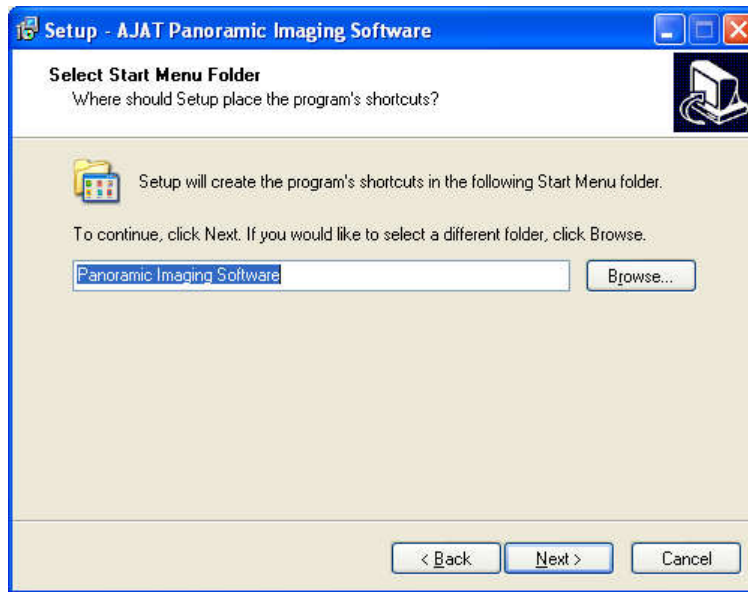 Setup - AJAT Panoramic Imaging Software
Select Start Menu Folder
Where should Setup place the program's shortcuts?
Setup will create the program's shortcuts in the following Start Menu folder.
To continue, click Next. If you would like to select a different folder, click Browse.
Panoramic Imaging Software
Browse...
< Back
Next >
Cancel